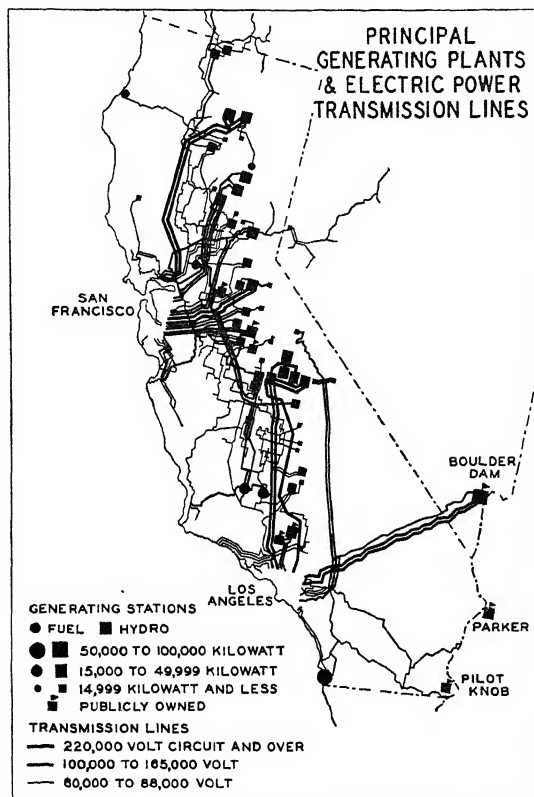 PRINCIPAL
GENERATING PLANTS
& ELECTRIC POWER
TRANSMISSION LINES
SAN
FRANCISCO
BOULDER
DAM
LOS
ANGELES
PARKER
PILOT
KNOB
GENERATING STATIONS
FUEL HYDRO
50,000 TO 100,000 KILOWATT
15,000 TO 49,999 KILOWATT
14,999 KILOWATT AND LESS
PUBLICLY OWNED
TRANSMISSION LINES
220,000 VOLT CIRCUIT AND OVER
100,000 TO 165,000 VOLT
60,000 TO 88,000 VOLT